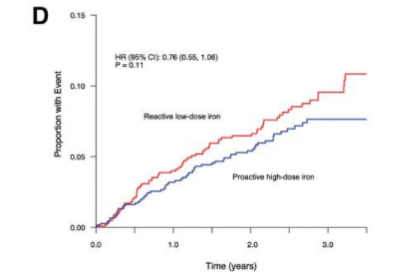 D
0.15
HR (95% CI): 0.76 (0.55, 1.06)
P = 0.11
0.10
Reactive low-dose iron
Proportion with Event
0.05
Proactive high-dose iron
0.00
0.0 1.0 2.0 3.0
Time (years)